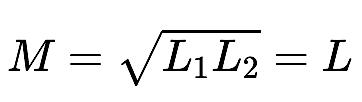 M = √L₁L₂ = L